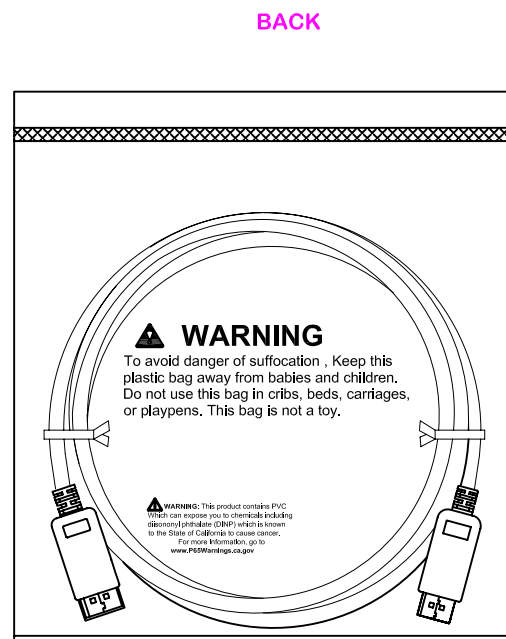 BACK
WARNING
To avoid danger of suffocation , Keep this
plastic bag away from babies and children.
Do not use this bag in cribs, beds, carriages,
or playpens. This bag is not a toy.
WARNING: This product contains PVC
Which can expose you to chemicals including
diisononyl phthalate (DINP) which is known
to the State of California to cause cancer.
For more Information, go to
www.P65Warnings.ca.gov